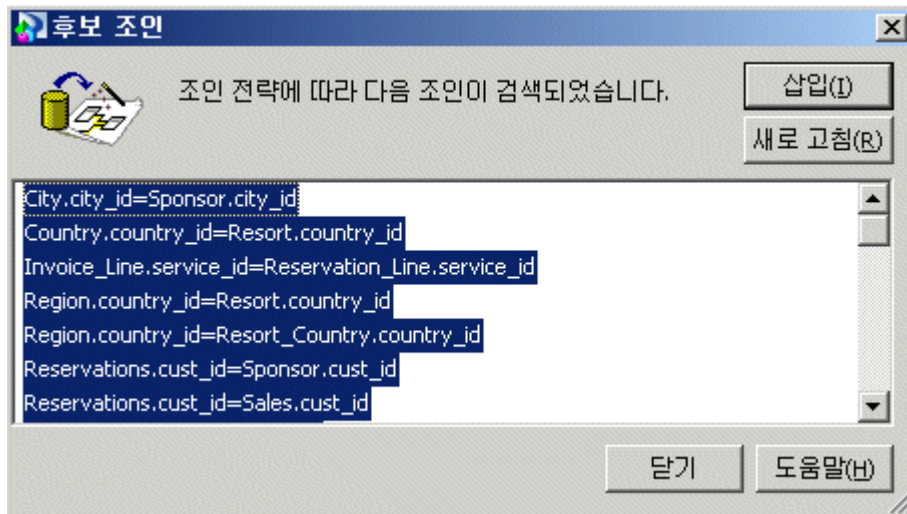 후보 조인
조인 전략에 따라 다음 조인이 검색되었습니다.
삽입(I)
새로 고침(R)
City.city_id=Sponsor.city_id
Country.country_id=Resort.country_id
Invoice_Line.service_id=Reservation_Line.service_id
Region.country_id=Resort.country_id
Region.country_id=Resort_Country.country_id
Reservations.cust_id=Sponsor.cust_id
Reservations.cust_id=Sales.cust_id
닫기
도움말(H)